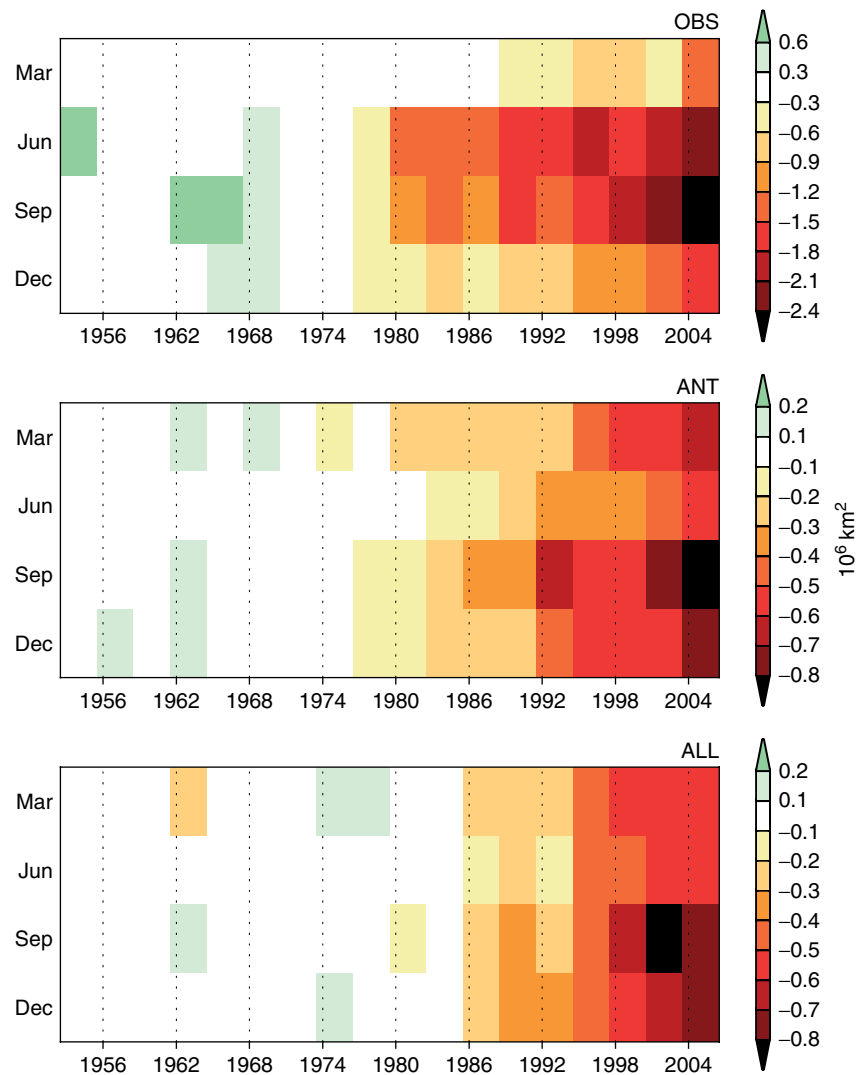 OBS
Mar
Jun
Sep
Dec
1956 1962 1968 1974 1980 1986 1992 1998 2004
0.6
0.3
−0.3
−0.6
−0.9
−1.2
−1.5
−1.8
−2.1
−2.4
ANT
Mar
Jun
Sep
Dec
1956 1962 1968 1974 1980 1986 1992 1998 2004
0.2
0.1
−0.1
−0.2
−0.3
−0.4
−0.5
−0.6
−0.7
−0.8
10⁶ km²
ALL
Mar
Jun
Sep
Dec
1956 1962 1968 1974 1980 1986 1992 1998 2004
0.2
0.1
−0.1
−0.2
−0.3
−0.4
−0.5
−0.6
−0.7
−0.8